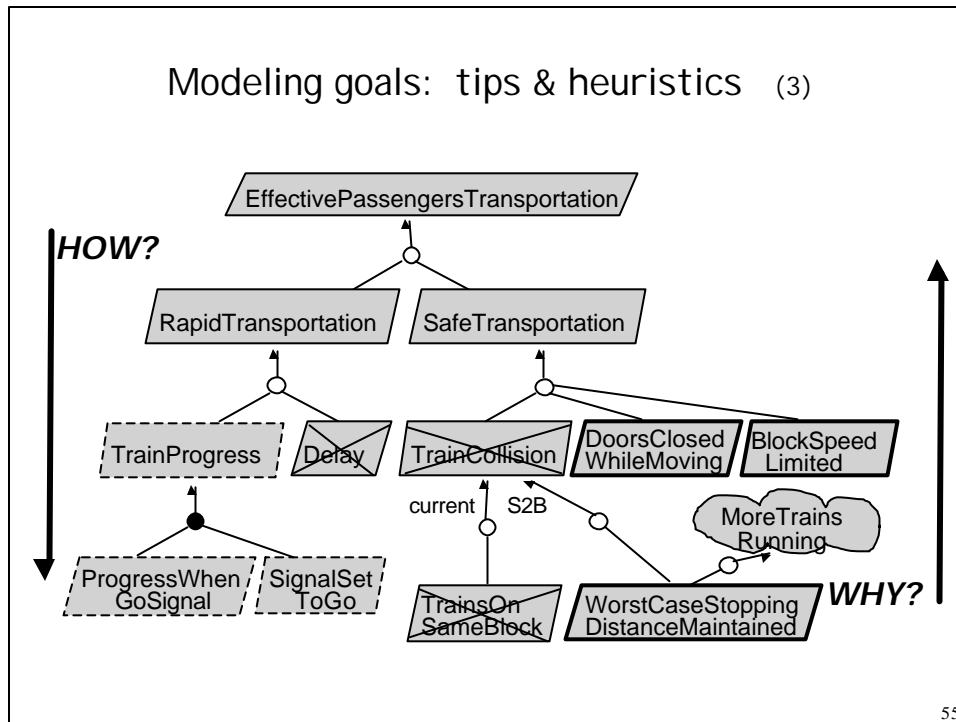 Modeling goals: tips & heuristics (3)
EffectivePassengersTransportation
HOW?
RapidTransportation
SafeTransportation
TrainProgress
Delay
TrainCollision
DoorsClosed
WhileMoving
BlockSpeed
Limited
current
S2B
MoreTrains
Running
ProgressWhen
GoSignal
SignalSet
ToGo
TrainsOn
SameBlock
WorstCaseStopping
DistanceMaintained
WHY?
55